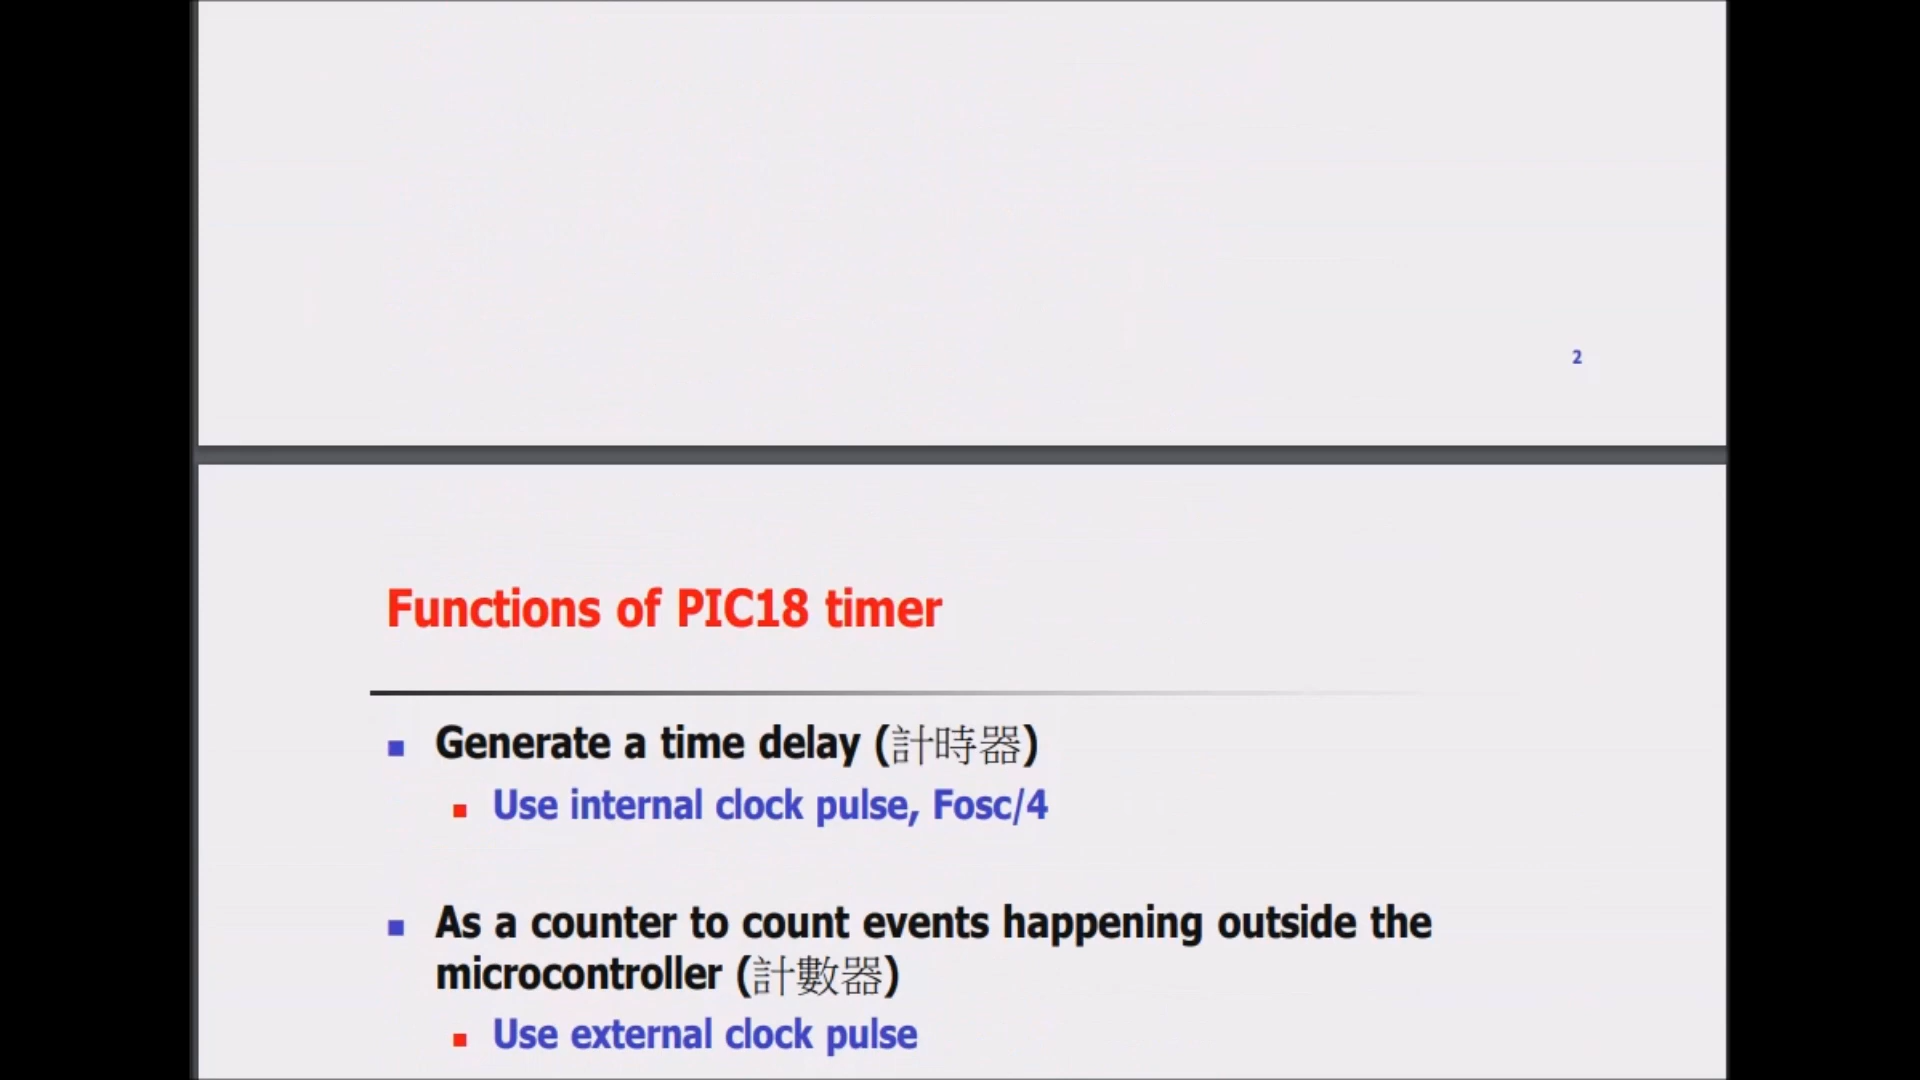 2
Functions of PIC18 timer
Generate a time delay (計時器)
Use internal clock pulse, Fosc/4
As a counter to count events happening outside the
microcontroller (計數器)
Use external clock pulse